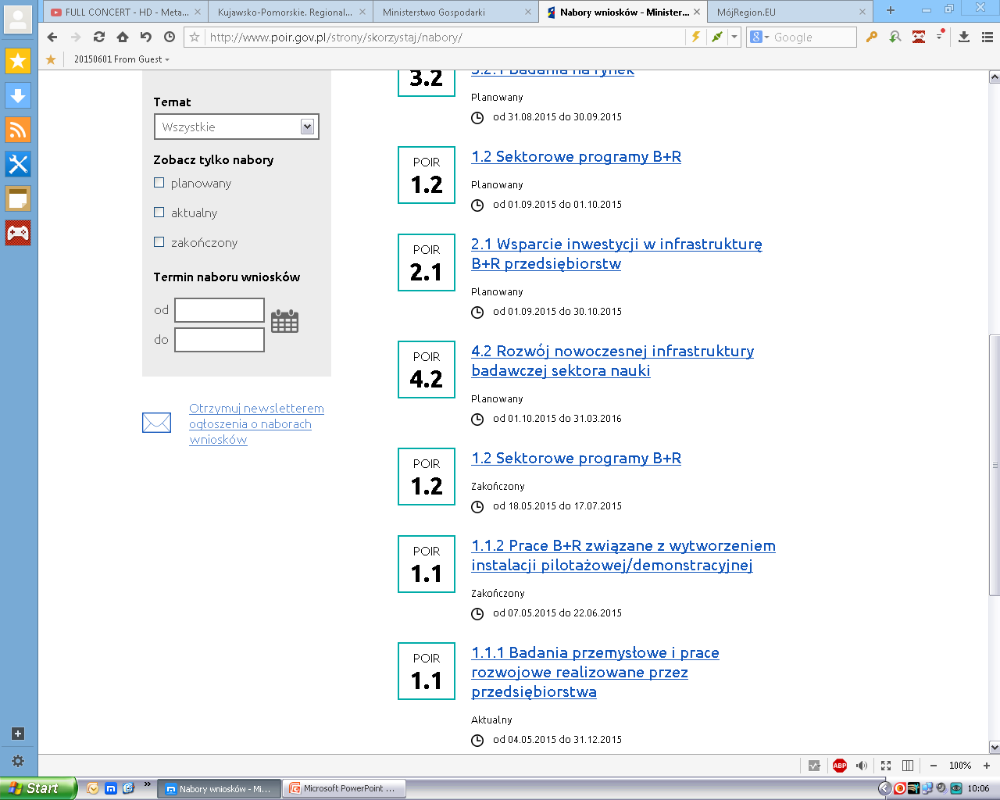 FULL CONCERT - HD - Meta...
Kujawsko-Pomorskie. Regional...
Ministerstwo Gospodarki
Nabory wniosków - Minister...
MójRegion.EU
http://www.poir.gov.pl/strony/skorzystaj/nabory/
Google
20150601 From Guest
Temat
Wszystkie
Zobacz tylko nabory
planowany
aktualny
zakończony
Termin naboru wniosków
od
do
Otrzymuj newsletterem
ogłoszenia o naborach
wniosków
3.2
3.2.1 Badania na rynek
Planowany
od 31.08.2015 do 30.09.2015
POIR
1.2
1.2 Sektorowe programy B+R
Planowany
od 01.09.2015 do 01.10.2015
POIR
2.1
2.1 Wsparcie inwestycji w infrastrukturę
B+R przedsiębiorstw
Planowany
od 01.09.2015 do 30.10.2015
POIR
4.2
4.2 Rozwój nowoczesnej infrastruktury
badawczej sektora nauki
Planowany
od 01.10.2015 do 31.03.2016
POIR
1.2
1.2 Sektorowe programy B+R
Zakończony
od 18.05.2015 do 17.07.2015
POIR
1.1
1.1.2 Prace B+R związane z wytworzeniem
instalacji pilotażowej/demonstracyjnej
Zakończony
od 07.05.2015 do 22.06.2015
POIR
1.1
1.1.1 Badania przemysłowe i prace
rozwojowe realizowane przez
przedsiębiorstwa
Aktualny
od 04.05.2015 do 31.12.2015
ABP
100%
Start
Nabory wniosków - Mi...
Microsoft PowerPoint ...
10:06